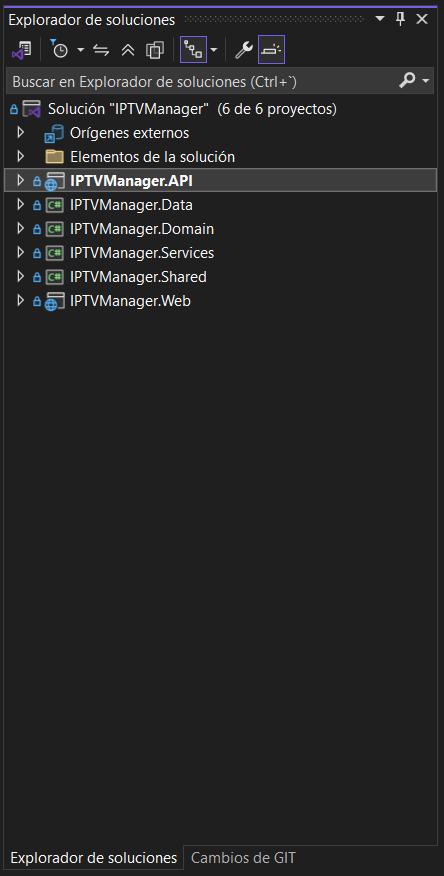 Explorador de soluciones
Buscar en Explorador de soluciones (Ctrl+`)
Solución "IPTVManager" (6 de 6 proyectos)
Orígenes externos
Elementos de la solución
IPTVManager.API
C# IPTVManager.Data
C# IPTVManager.Domain
C# IPTVManager.Services
C# IPTVManager.Shared
IPTVManager.Web
Explorador de soluciones Cambios de GIT